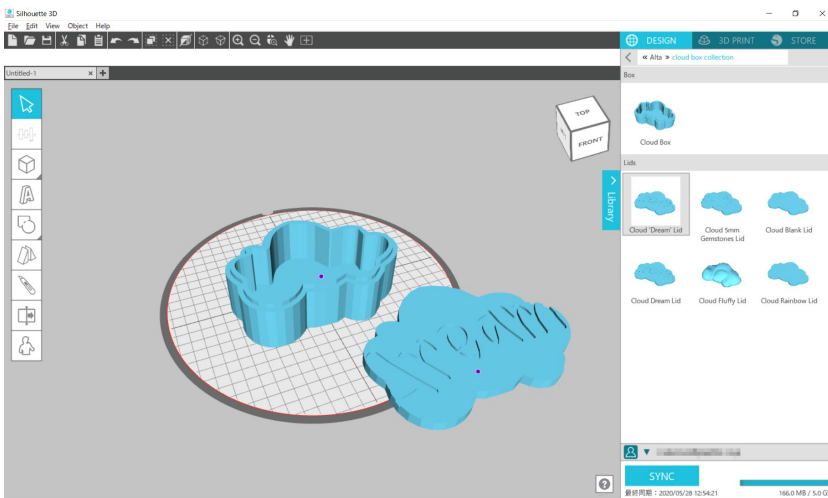 Silhouette 3D
File Edit View Object Help
DESIGN 3D PRINT STORE
« Alta » cloud box collection
Untitled-1
Box
TOP
FRONT
Cloud Box
Lids
Library
Cloud 'Dream' Lid
Cloud 5mm
Gemstones Lid
Cloud Blank Lid
Cloud Dream Lid
Cloud Fluffy Lid
Cloud Rainbow Lid
SYNC
最終同期：2020/05/28 12:54:21
166.0 MB / 5.0 G